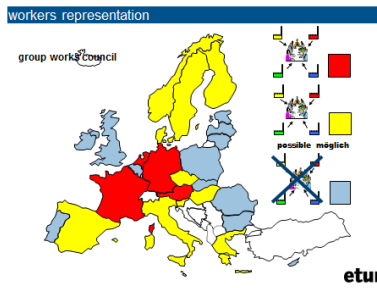 workers representation
group works council
possible möglich
etu